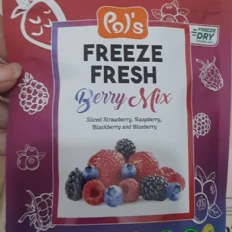 Pol's
FREEZE
DRY
FREEZE
FRESH
Berry Mix
Sliced Strawberry, Raspberry,
Blackberry and Blueberry